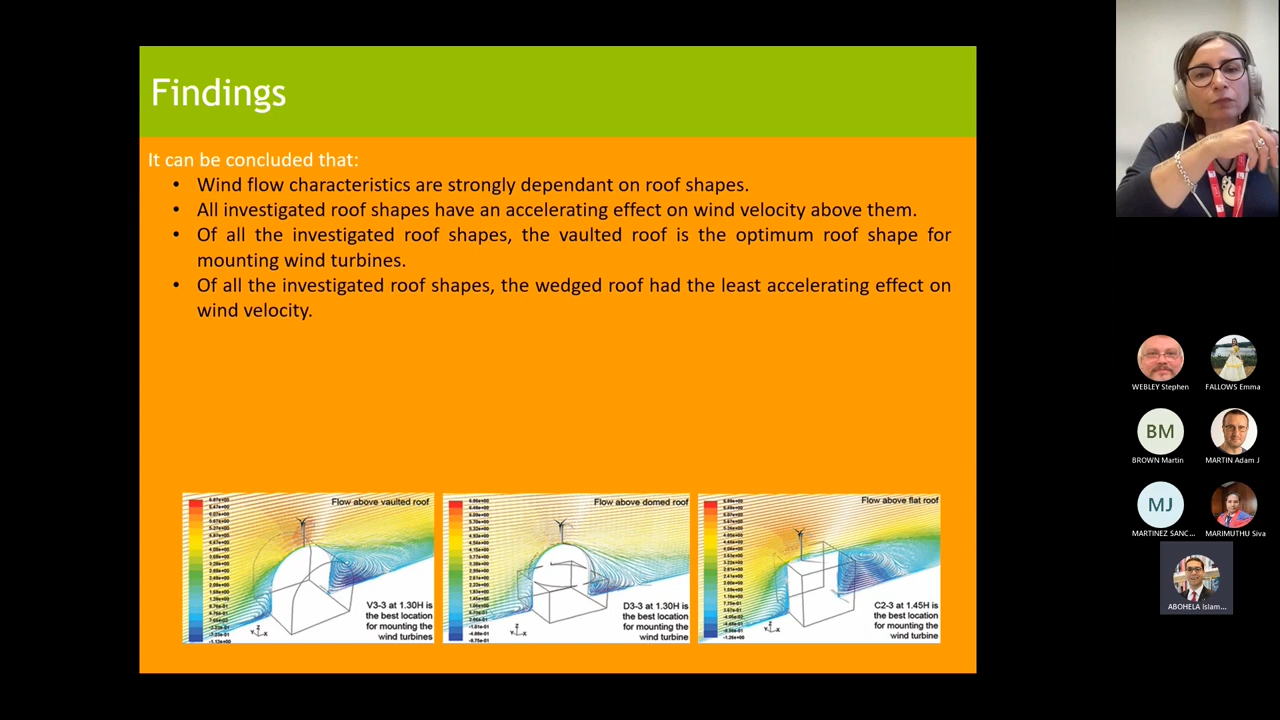 Findings
It can be concluded that:
• Wind flow characteristics are strongly dependant on roof shapes.
• All investigated roof shapes have an accelerating effect on wind velocity above them.
• Of all the investigated roof shapes, the vaulted roof is the optimum roof shape for
mounting wind turbines.
• Of all the investigated roof shapes, the wedged roof had the least accelerating effect on
wind velocity.
Flow above vaulted roof
V3-3 at 1.30H is
the best location
for mounting the
wind turbines
Flow above domed roof
D3-3 at 1.30H is
the best location
for mounting the
wind turbine
Flow above flat roof
C2-3 at 1.45H is
the best location
for mounting the
wind turbine
WEBLEY Stephen
FALLOWS Emma
BM
BROWN Martin
MARTIN Adam J
MJ
MARTINEZ SANC...
MARIMUTHU Siva
ABOHELA Islam...